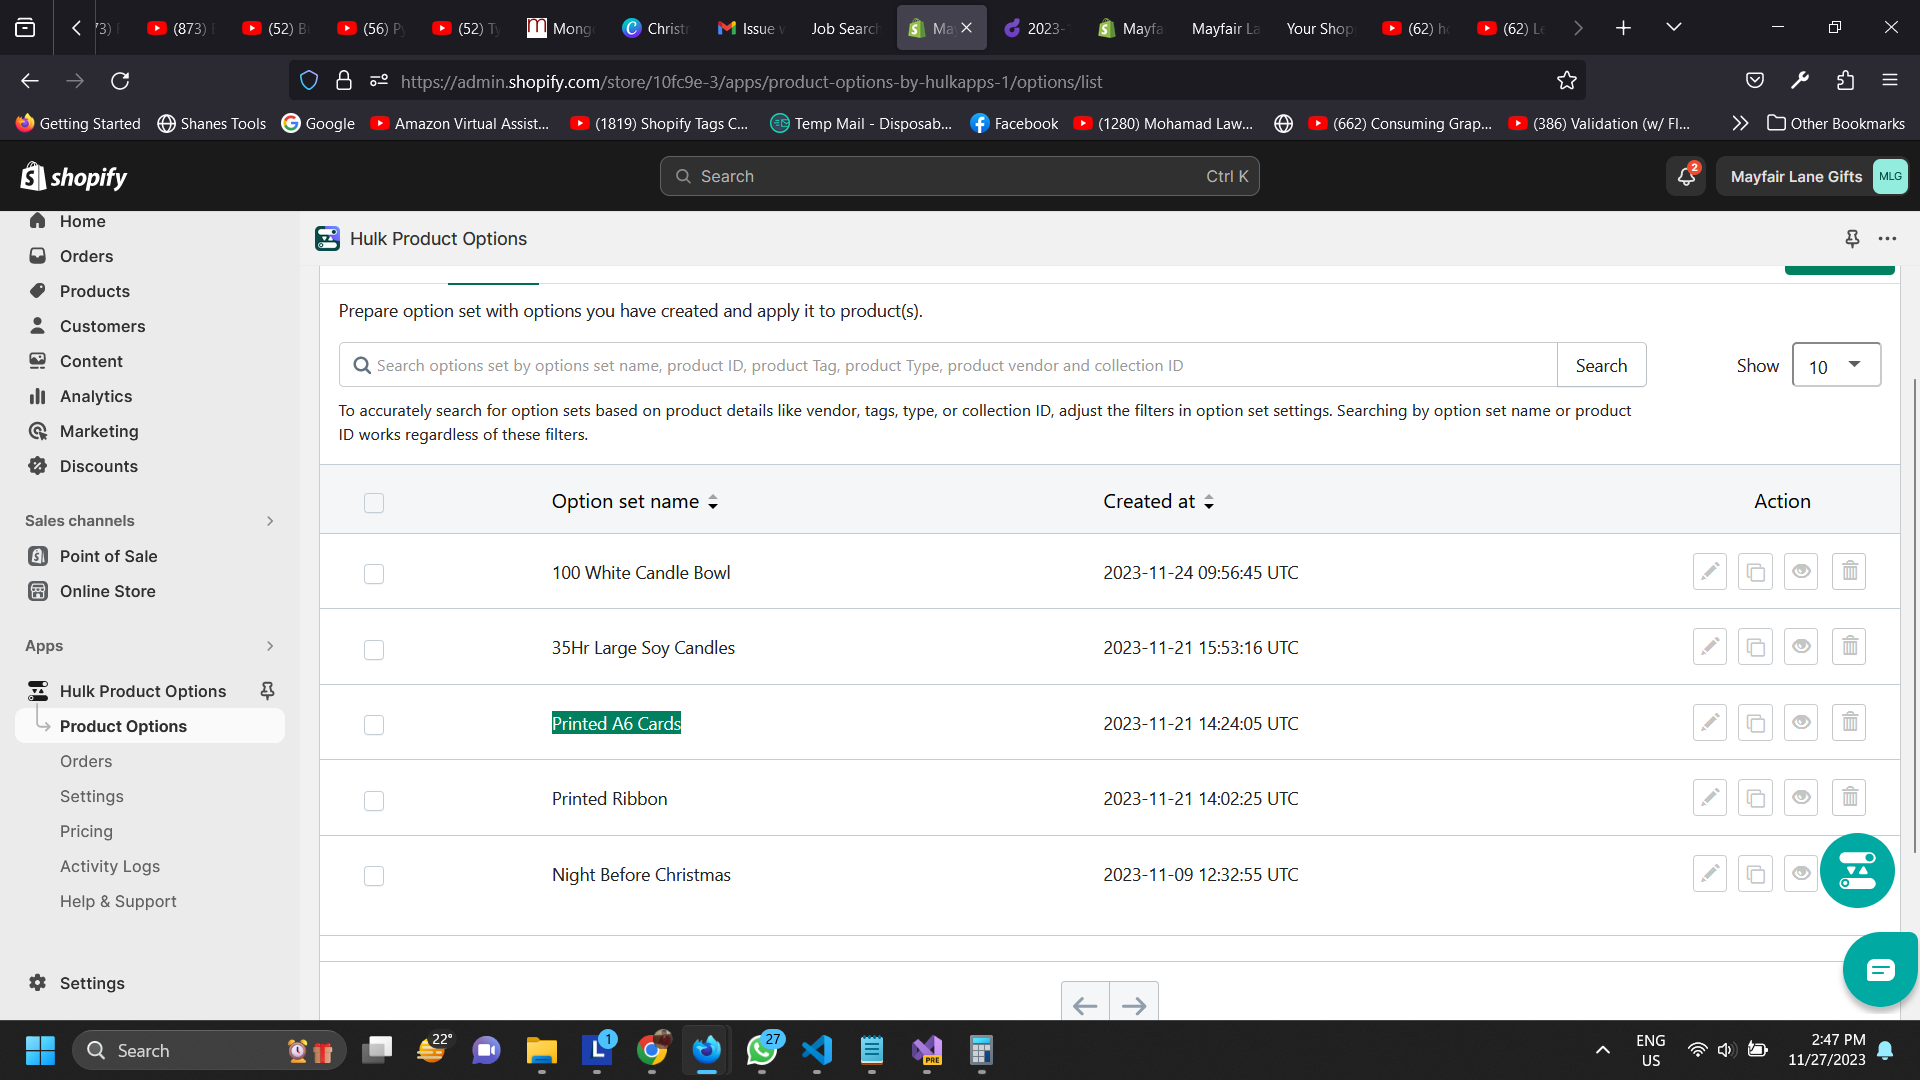 (873)
(52) B
(56) Py
(52) Ty
Mong
Christ
Issue
Job Searc
Ma
2023-
Mayfa
Mayfair La
Your Shop
(62) h
(62) Le
https://admin.shopify.com/store/10fc9e-3/apps/product-options-by-hulkapps-1/options/list
Getting Started
Shanes Tools
Google
Amazon Virtual Assist...
(1819) Shopify Tags C...
Temp Mail - Disposab...
Facebook
(1280) Mohamad Law...
(662) Consuming Grap...
(386) Validation (w/ Fl...
Other Bookmarks
shopify
Search
Ctrl K
2
Mayfair Lane Gifts
MLG
Home
Orders
Products
Customers
Content
Analytics
Marketing
Discounts
Sales channels
Point of Sale
Online Store
Apps
Hulk Product Options
Product Options
Orders
Settings
Pricing
Activity Logs
Help & Support
Settings
Hulk Product Options
Prepare option set with options you have created and apply it to product(s).
Search options set by options set name, product ID, product Tag, product Type, product vendor and collection ID
Search
Show
10
To accurately search for option sets based on product details like vendor, tags, type, or collection ID, adjust the filters in option set settings. Searching by option set name or product
ID works regardless of these filters.
Option set name
Created at
Action
100 White Candle Bowl
2023-11-24 09:56:45 UTC
35Hr Large Soy Candles
2023-11-21 15:53:16 UTC
Printed A6 Cards
2023-11-21 14:24:05 UTC
Printed Ribbon
2023-11-21 14:02:25 UTC
Night Before Christmas
2023-11-09 12:32:55 UTC
Search
22°
L
1
27
PRE
ENG
US
2:47 PM
11/27/2023